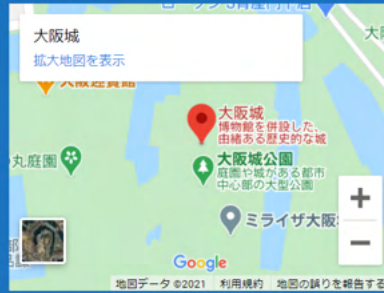 大阪城
拡大地図を表示
大阪城
博物館を併設した、
由緒ある歴史的な城
丸庭園
大阪城公園
庭園や城がある都市
中心部の大型公園
ミライザ大阪
+
−
Google
地図データ ©2021 利用規約 地図の誤りを報告する